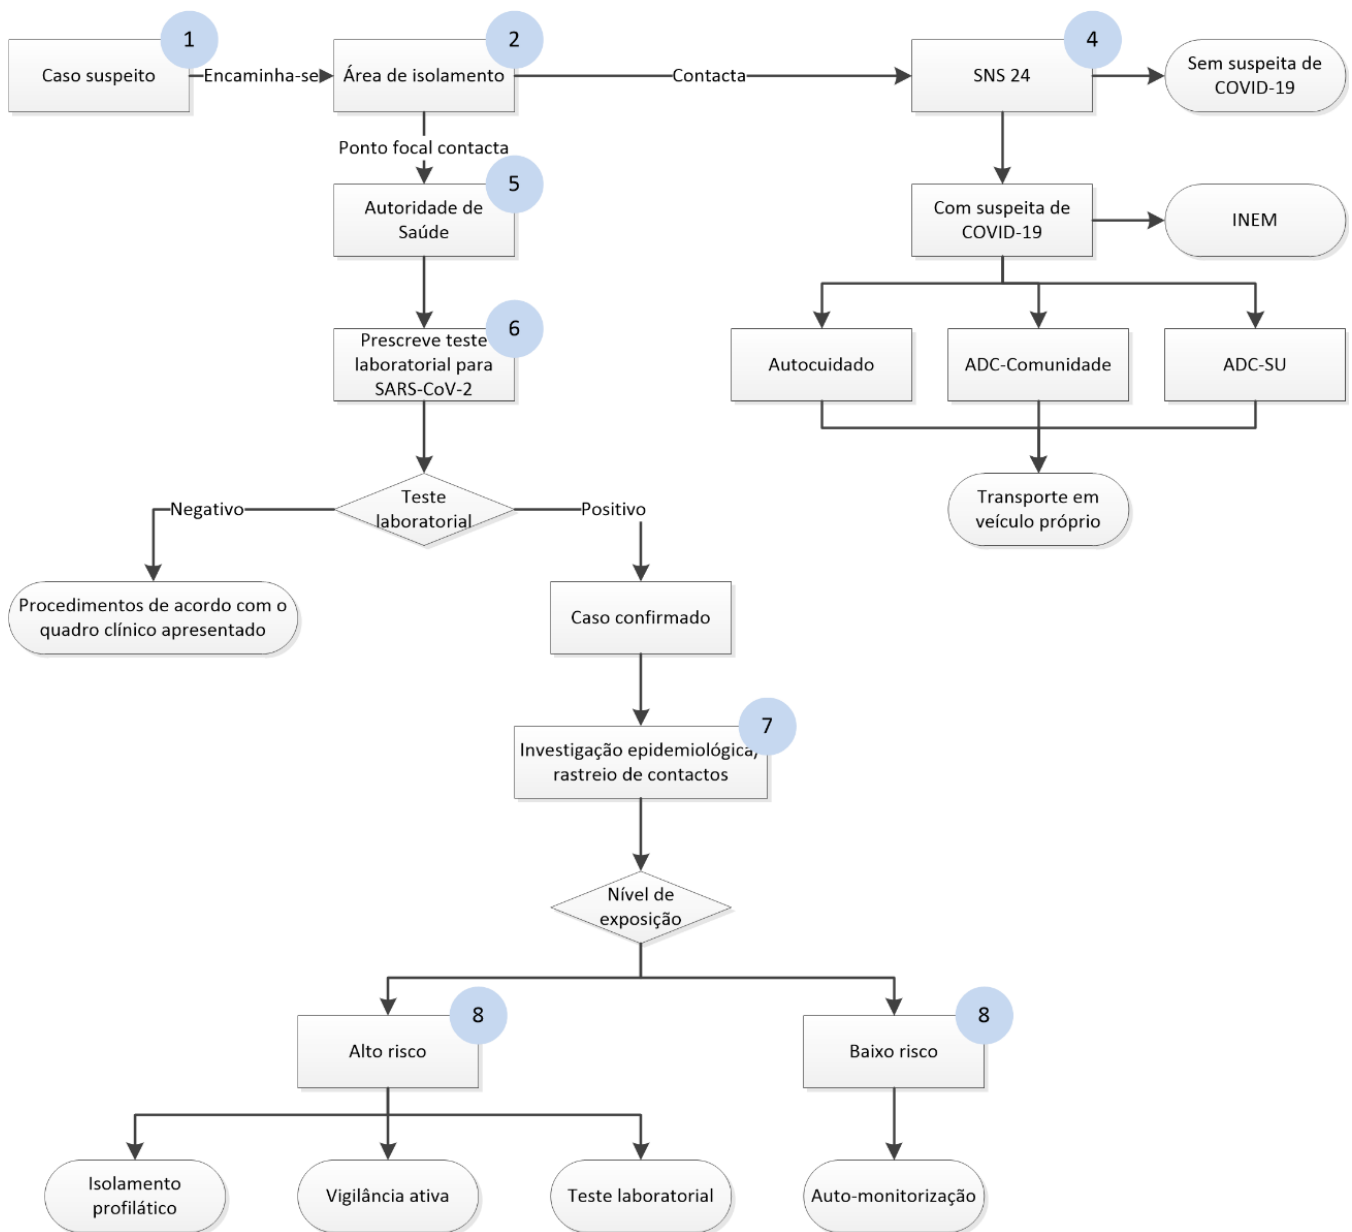 1
Caso suspeito
Encaminha-se
2
Área de isolamento
Contacta
4
SNS 24
Sem suspeita de
COVID-19
Ponto focal contacta
5
Autoridade de
Saúde
Com suspeita de
COVID-19
INEM
6
Prescreve teste
laboratorial para
SARS-CoV-2
Autocuidado
ADC-Comunidade
ADC-SU
Negativo
Teste
laboratorial
Positivo
Transporte em
veículo próprio
Procedimentos de acordo com o
quadro clínico apresentado
Caso confirmado
7
Investigação epidemiológica/
rastreio de contactos
Nível de
exposição
8
Alto risco
8
Baixo risco
Isolamento
profilático
Vigilância ativa
Teste laboratorial
Auto-monitorização